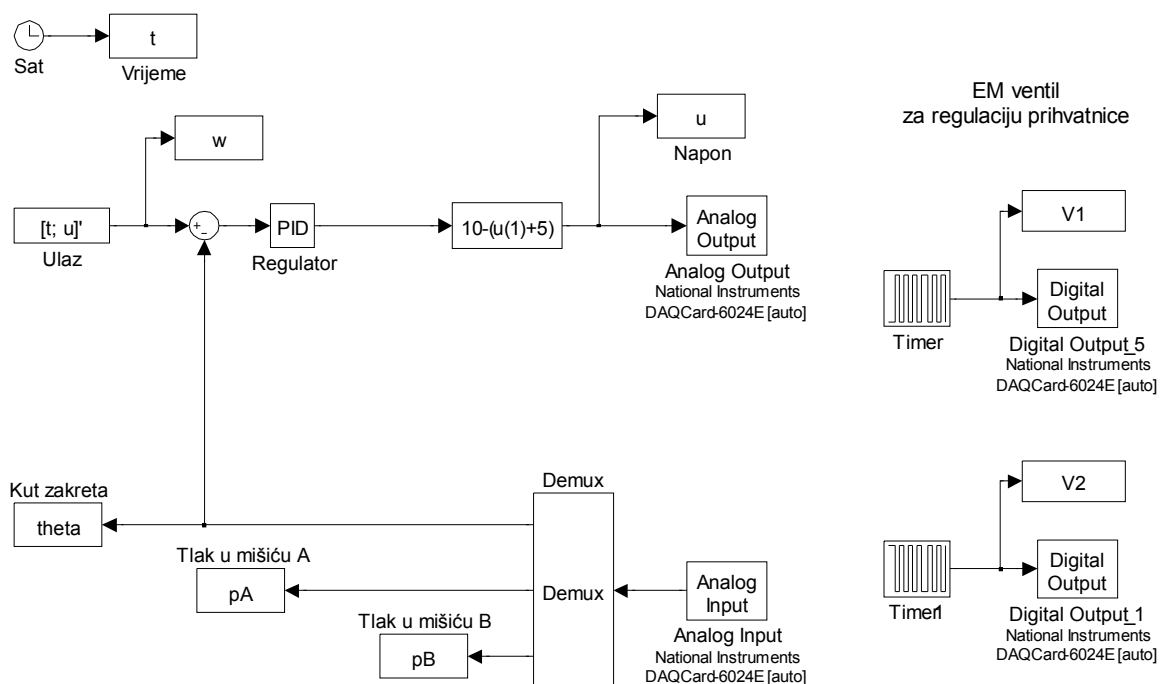 t
Sat
Vrijeme
EM ventil
za regulaciju prihvatnice
w
u
Napon
[t; u]'
Ulaz
+
−
PID
Regulator
10-(u(1)+5)
Analog
Output
Analog Output
National Instruments
DAQCard-6024E [auto]
V1
Timer
Digital
Output
Digital Output_5
National Instruments
DAQCard-6024E [auto]
Kut zakreta
theta
Tlak u mišiću A
pA
Tlak u mišiću B
pB
Demux
Demux
Analog
Input
Analog Input
National Instruments
DAQCard-6024E [auto]
V2
Timer1
Digital
Output
Digital Output_1
National Instruments
DAQCard-6024E [auto]